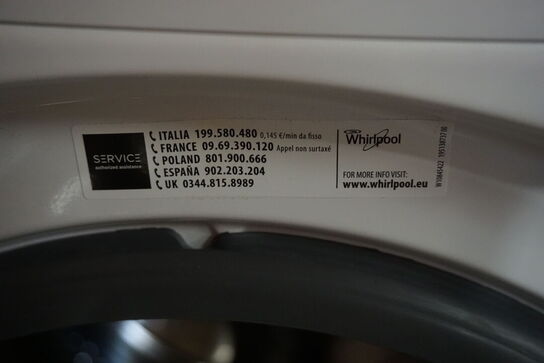 SERVICE
authorized assistance
ITALIA 199.580.480 0,145 €/min da fisso
FRANCE 09.69.390.120 Appel non surtaxé
POLAND 801.900.666
ESPAÑA 902.203.204
UK 0344.815.8989
Whirlpool
FOR MORE INFO VISIT:
www.whirlpool.eu